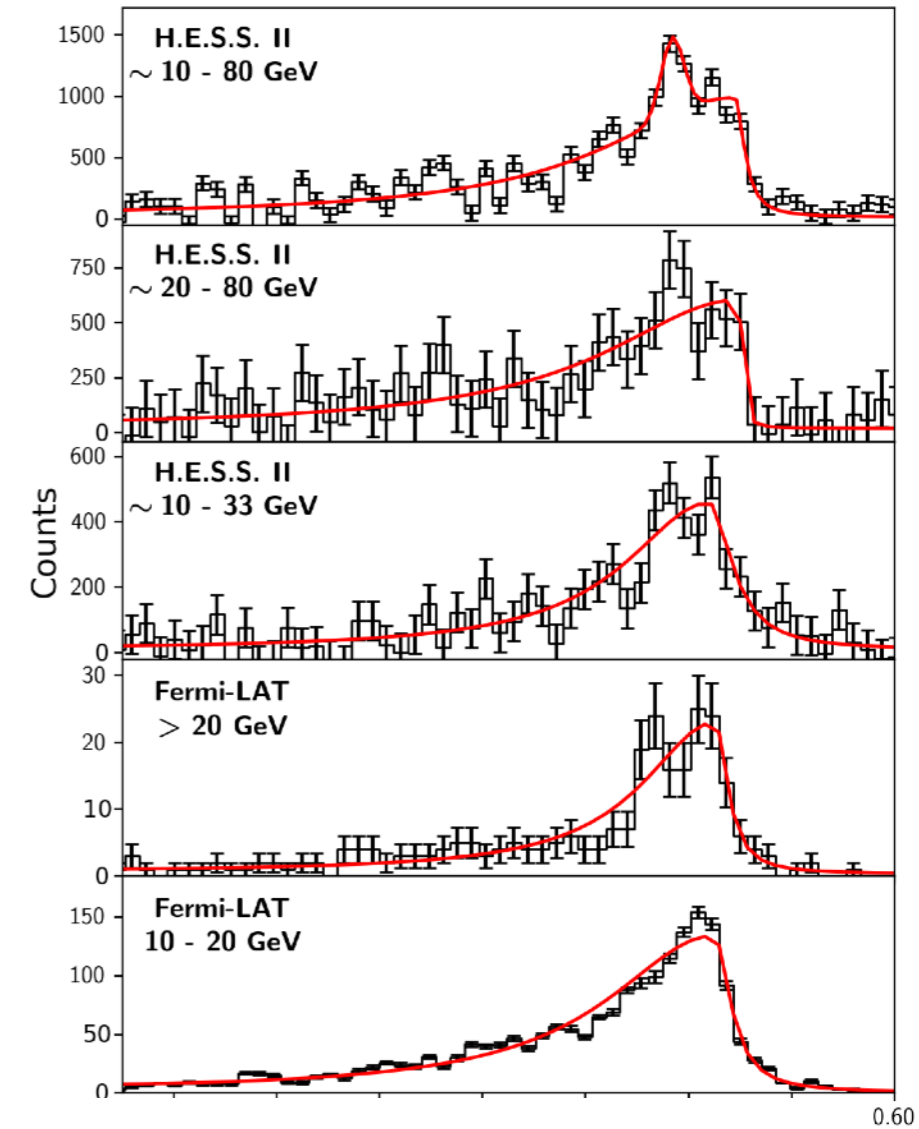 1500
1000
500
0
H.E.S.S. II
~ 10 - 80 GeV
750
500
250
0
H.E.S.S. II
~ 20 - 80 GeV
600
400
200
0
H.E.S.S. II
~ 10 - 33 GeV
Counts
30
20
10
0
Fermi-LAT
> 20 GeV
150
100
50
0
Fermi-LAT
10 - 20 GeV
0.60